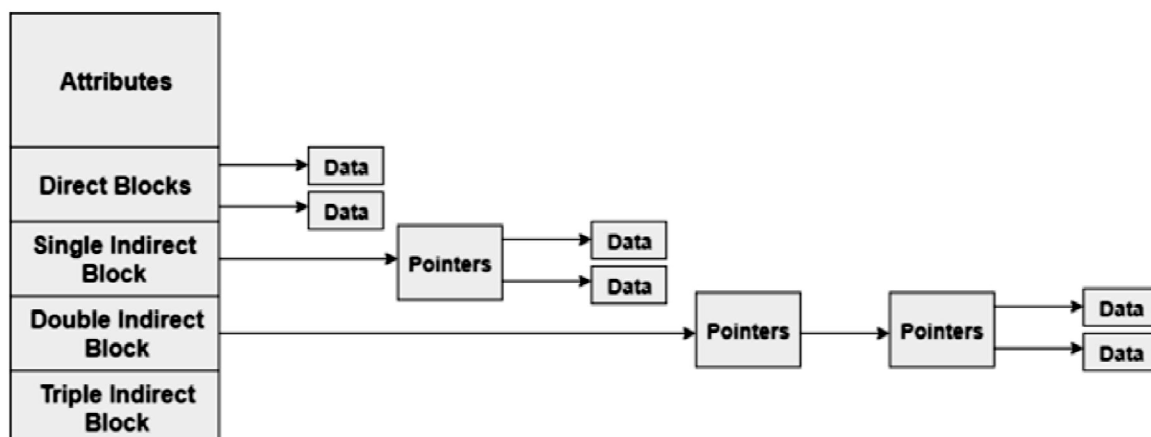 Attributes
Direct Blocks
Data
Data
Single Indirect
Block
Pointers
Data
Data
Double Indirect
Block
Pointers
Pointers
Data
Data
Triple Indirect
Block